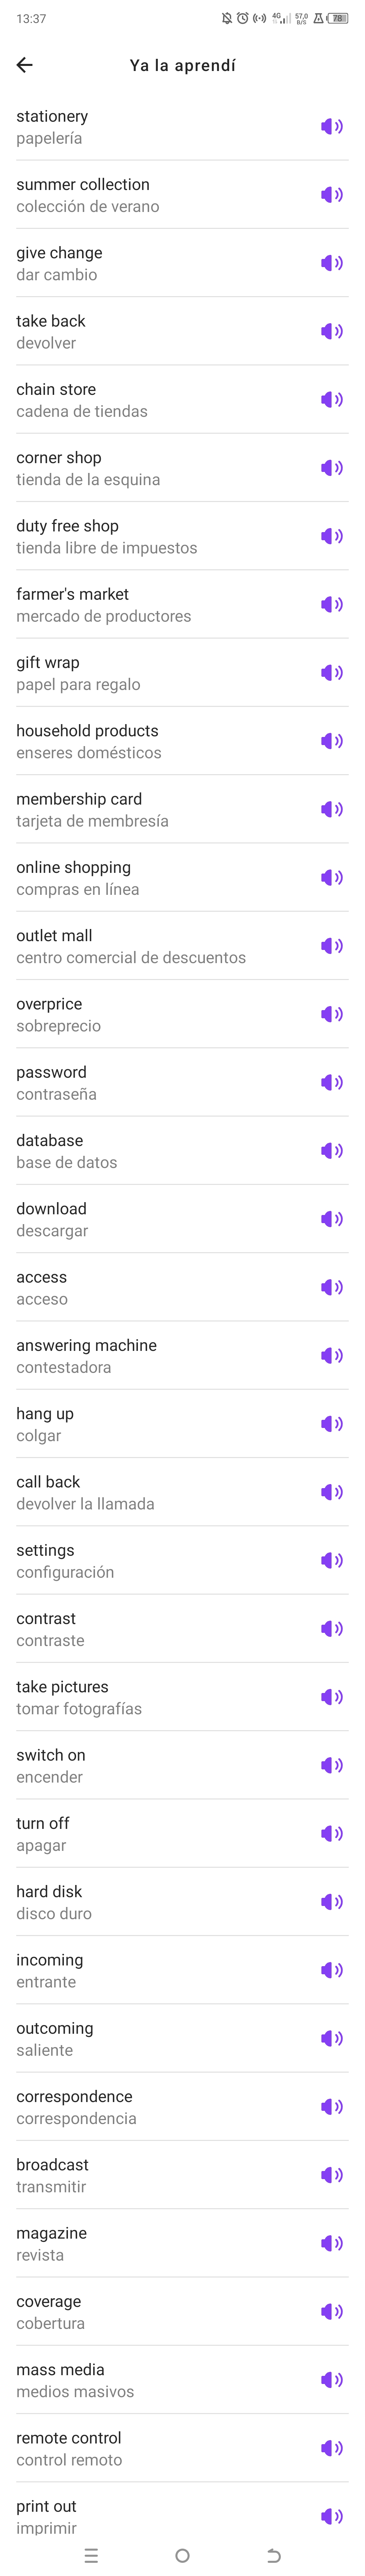 13:37
4G
57,0
B/S
78
Ya la aprendí
stationery
papelería
summer collection
colección de verano
give change
dar cambio
take back
devolver
chain store
cadena de tiendas
corner shop
tienda de la esquina
duty free shop
tienda libre de impuestos
farmer's market
mercado de productores
gift wrap
papel para regalo
household products
enseres domésticos
membership card
tarjeta de membresía
online shopping
compras en línea
outlet mall
centro comercial de descuentos
overprice
sobreprecio
password
contraseña
database
base de datos
download
descargar
access
acceso
answering machine
contestadora
hang up
colgar
call back
devolver la llamada
settings
configuración
contrast
contraste
take pictures
tomar fotografías
switch on
encender
turn off
apagar
hard disk
disco duro
incoming
entrante
outcoming
saliente
correspondence
correspondencia
broadcast
transmitir
magazine
revista
coverage
cobertura
mass media
medios masivos
remote control
control remoto
print out
imprimir